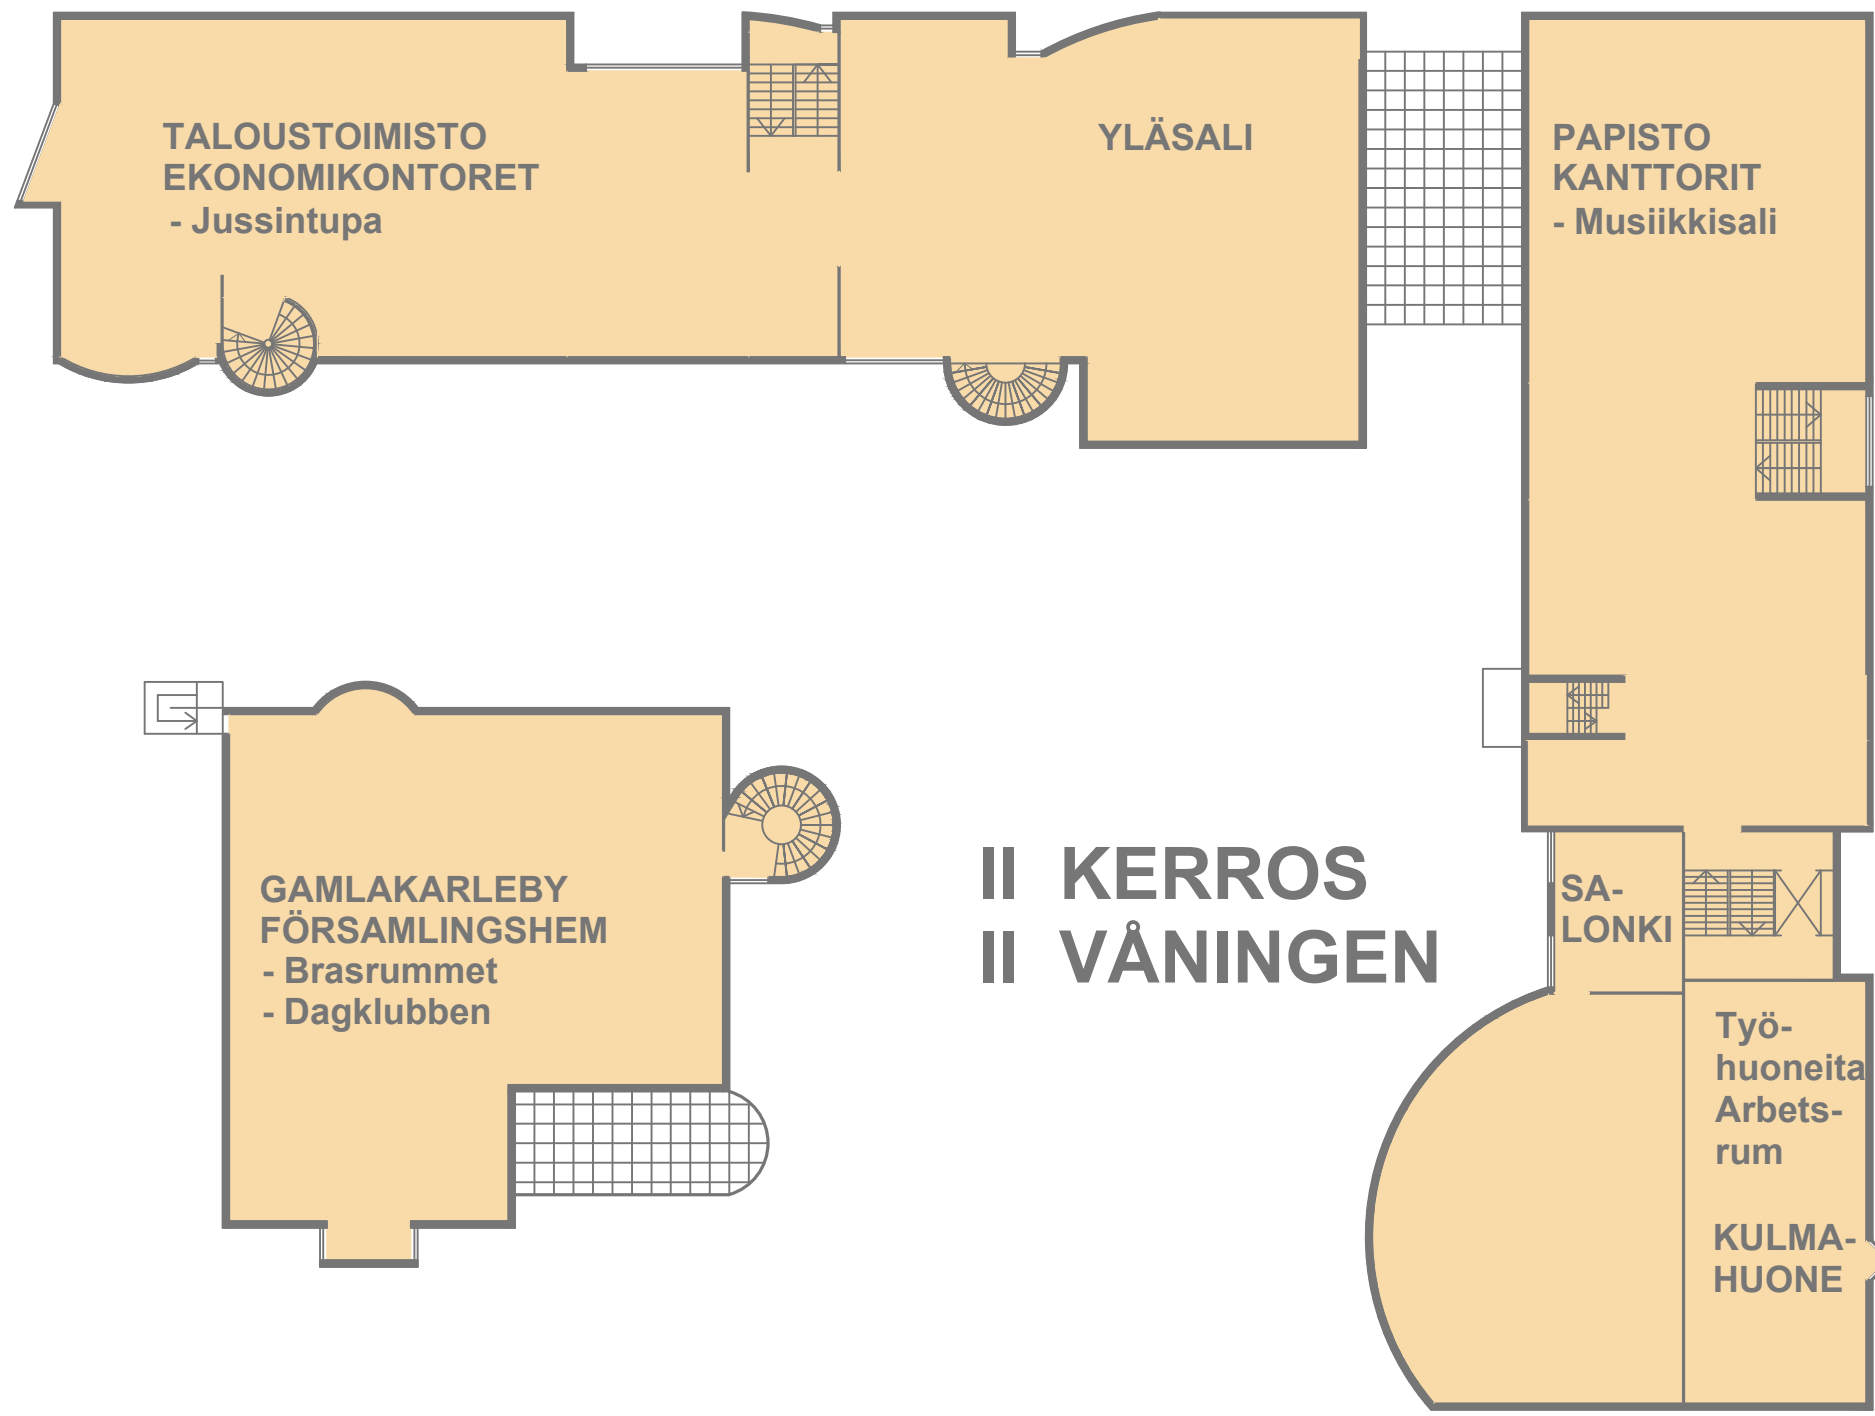 TALOUSTOIMISTO
EKONOMIKONTORET
- Jussintupa
YLÄSALI
PAPISTO
KANTTORIT
- Musiikkisali
GAMLAKARLEBY
FÖRSAMLINGSHEM
- Brasrummet
- Dagklubben
II KERROS
II VÅNINGEN
SA-
LONKI
Työ-
huoneita
Arbets-
rum
KULMA-
HUONE